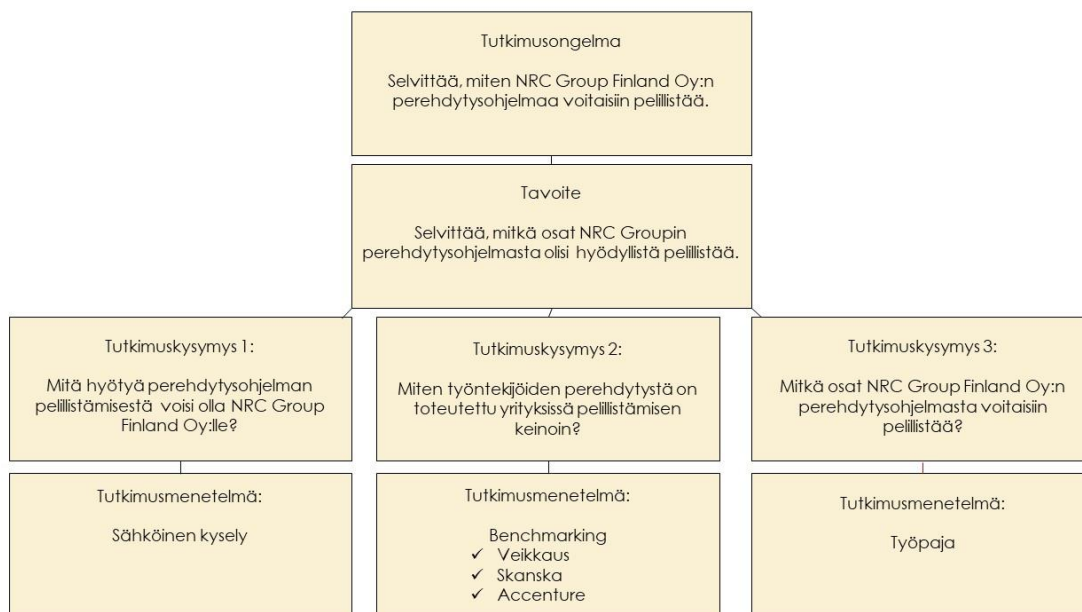 Tutkimusongelma
Selvittää, miten NRC Group Finland Oy:n
perehdytysohjelmaa voitaisiin pelillistää.
Tavoite
Selvittää, mitkä osat NRC Groupin
perehdytysohjelmasta olisi hyödyllistä pelillistää.
Tutkimuskysymys 1:
Mitä hyötyä perehdytysohjelman
pelillistämisestä voisi olla NRC Group
Finland Oy:lle?
Tutkimuskysymys 2:
Miten työntekijöiden perehdytystä on
toteutettu yrityksissä pelillistämisen
keinoin?
Tutkimuskysymys 3:
Mitkä osat NRC Group Finland Oy:n
perehdytysohjelmasta voitaisiin
pelillistää?
Tutkimusmenetelmä:
Sähköinen kysely
Tutkimusmenetelmä:
Benchmarking
✓ Veikkaus
✓ Skanska
✓ Accenture
Tutkimusmenetelmä:
Työpaja